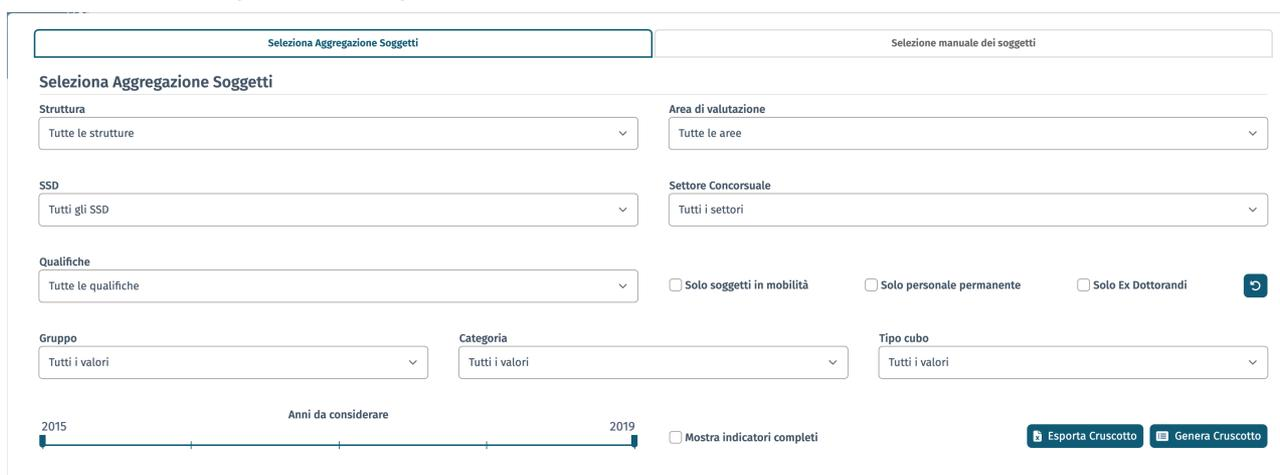 Seleziona Aggregazione Soggetti
Selezione manuale dei soggetti
Seleziona Aggregazione Soggetti
Struttura
Area di valutazione
Tutte le strutture
Tutte le aree
SSD
Settore Concorsuale
Tutti gli SSD
Tutti i settori
Qualifiche
Tutte le qualifiche
Solo soggetti in mobilità
Solo personale permanente
Solo Ex Dottorandi
Gruppo
Categoria
Tipo cubo
Tutti i valori
Tutti i valori
Tutti i valori
Anni da considerare
2015
2019
Mostra indicatori completi
Esporta Cruscotto
Genera Cruscotto